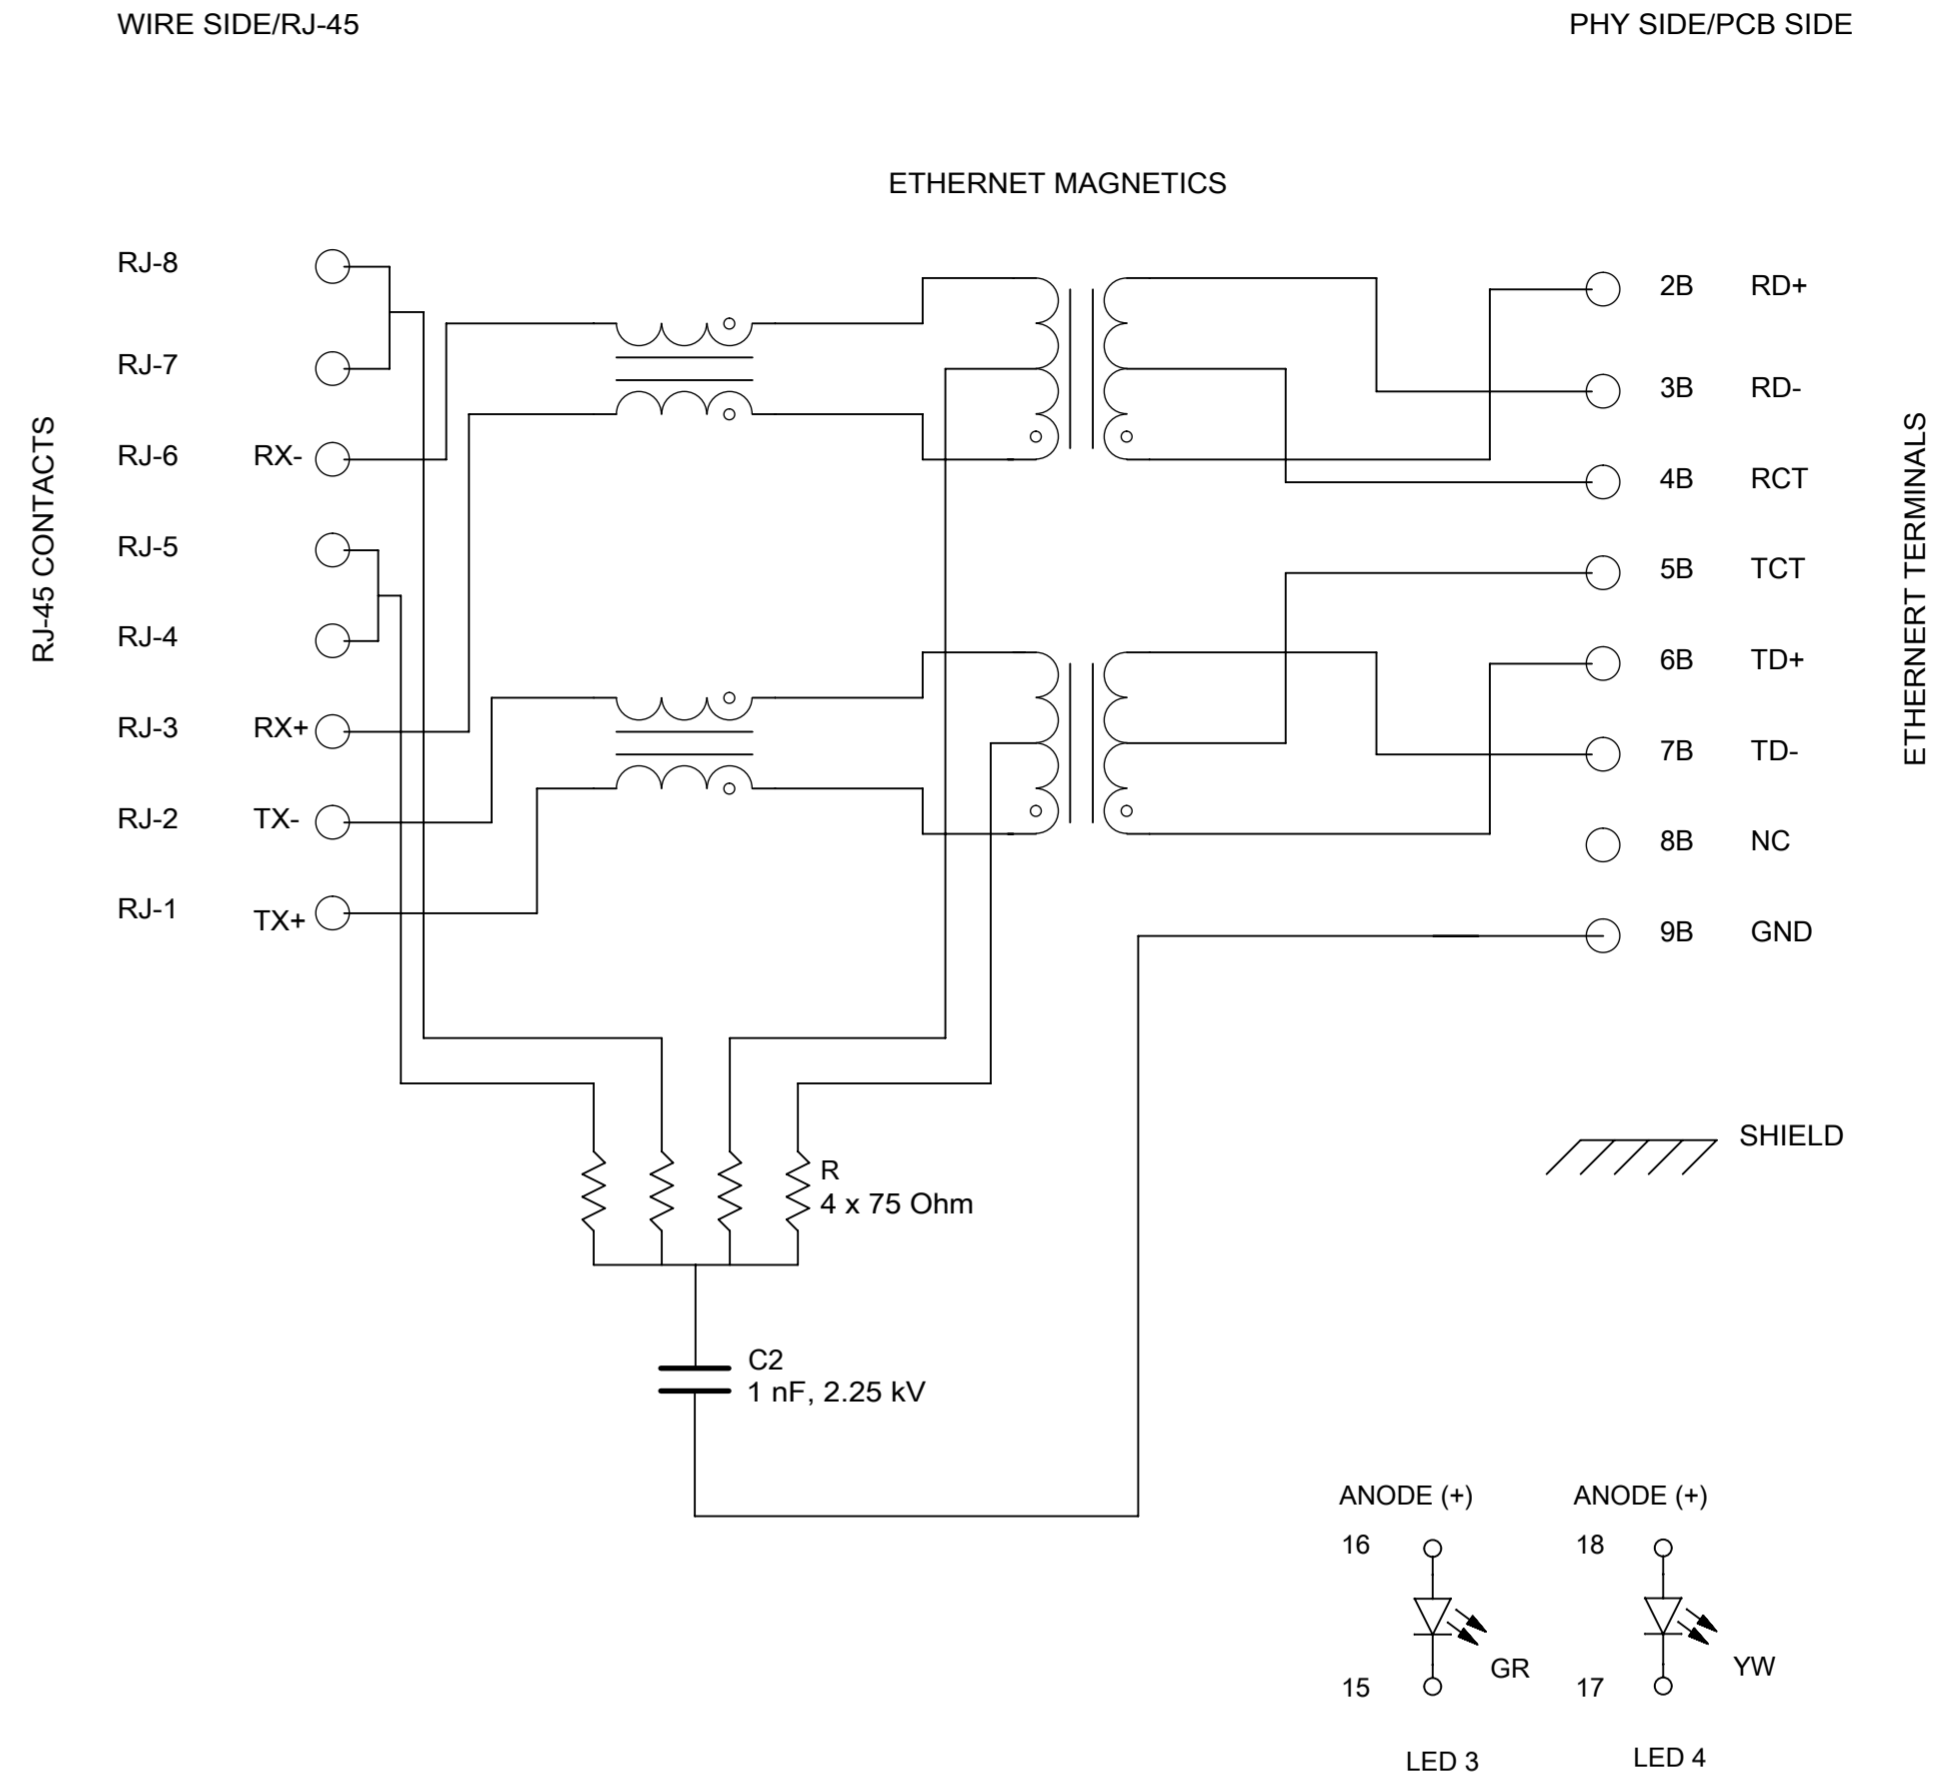 WIRE SIDE/RJ-45
PHY SIDE/PCB SIDE
ETHERNET MAGNETICS
RJ-45 CONTACTS
RJ-8
RJ-7
RJ-6 RX-
RJ-5
RJ-4
RJ-3 RX+
RJ-2 TX-
RJ-1 TX+
2B RD+
3B RD-
4B RCT
5B TCT
6B TD+
7B TD-
8B NC
9B GND
ETHERNERT TERMINALS
SHIELD
R
4 x 75 Ohm
C2
1 nF, 2.25 kV
ANODE (+)
16
15
GR
LED 3
ANODE (+)
18
17
YW
LED 4